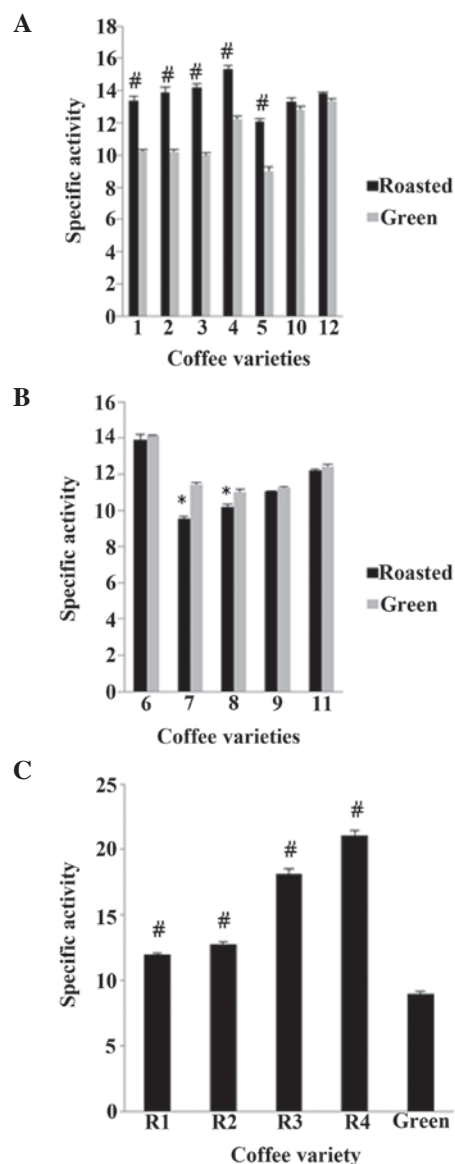 A
18
16
14
12
10
8
6
4
2
0
Specific activity
# # # # #
Roasted
Green
1 2 3 4 5 10 12
Coffee varieties
B
16
14
12
10
8
6
4
2
0
Specific activity
* *
Roasted
Green
6 7 8 9 11
Coffee varieties
C
25
20
15
10
5
0
Specific activity
# # # #
R1 R2 R3 R4 Green
Coffee variety